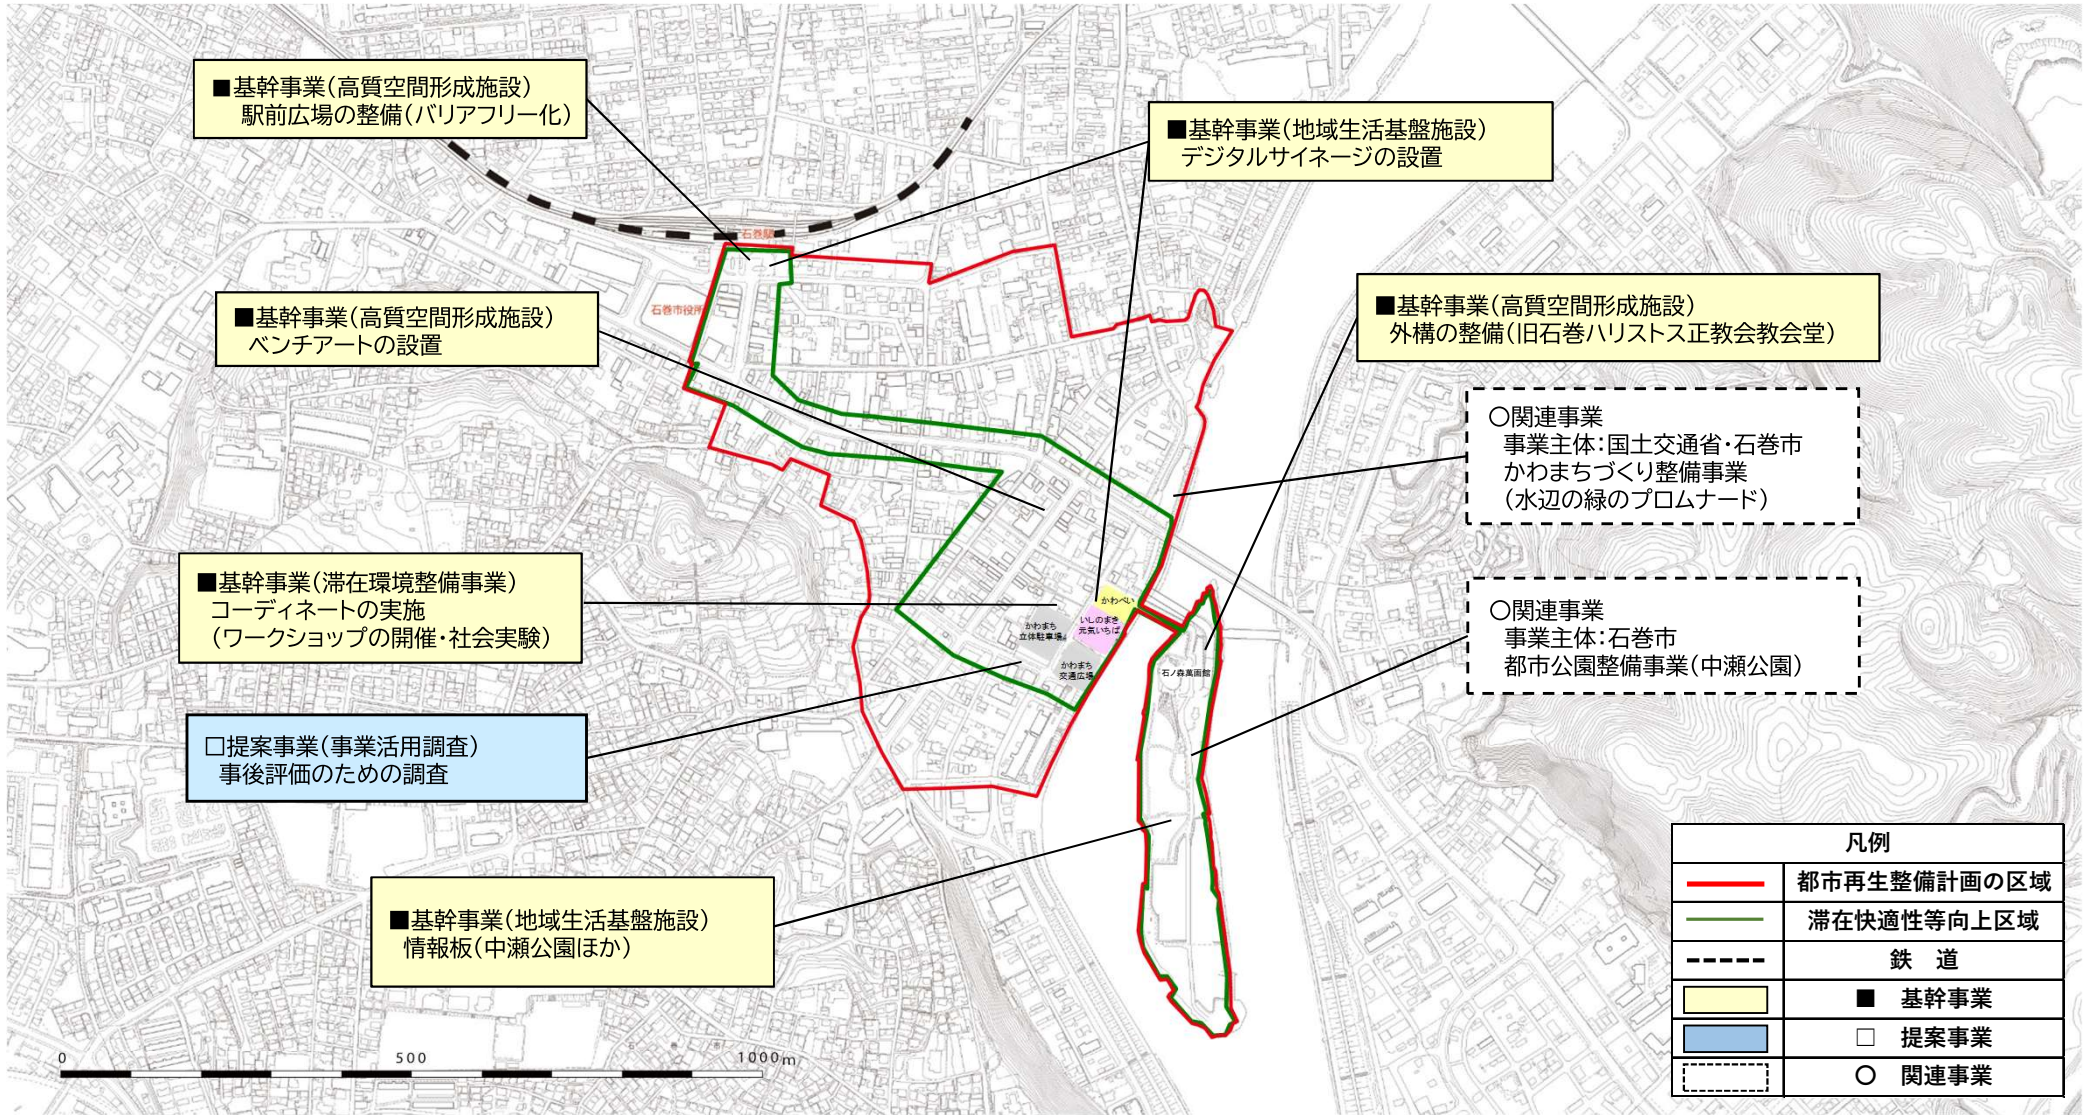 ■基幹事業(高質空間形成施設)
駅前広場の整備(バリアフリー化)
■基幹事業(地域生活基盤施設)
デジタルサイネージの設置
石巻駅
■基幹事業(高質空間形成施設)
ベンチアートの設置
石巻市役所
■基幹事業(高質空間形成施設)
外構の整備(旧石巻ハリストス正教会教会堂)
〇関連事業
事業主体:国土交通省・石巻市
かわまちづくり整備事業
(水辺の緑のプロムナード)
■基幹事業(滞在環境整備事業)
コーディネートの実施
(ワークショップの開催・社会実験)
かわべい
いしのまき
元気いちば
かわまち
立体駐車場
かわまち
交通広場
石ノ森萬画館
〇関連事業
事業主体:石巻市
都市公園整備事業(中瀬公園)
□提案事業(事業活用調査)
事後評価のための調査
■基幹事業(地域生活基盤施設)
情報板(中瀬公園ほか)
凡例
都市再生整備計画の区域
滞在快適性等向上区域
鉄 道
■ 基幹事業
□ 提案事業
〇 関連事業
0 500 1000m